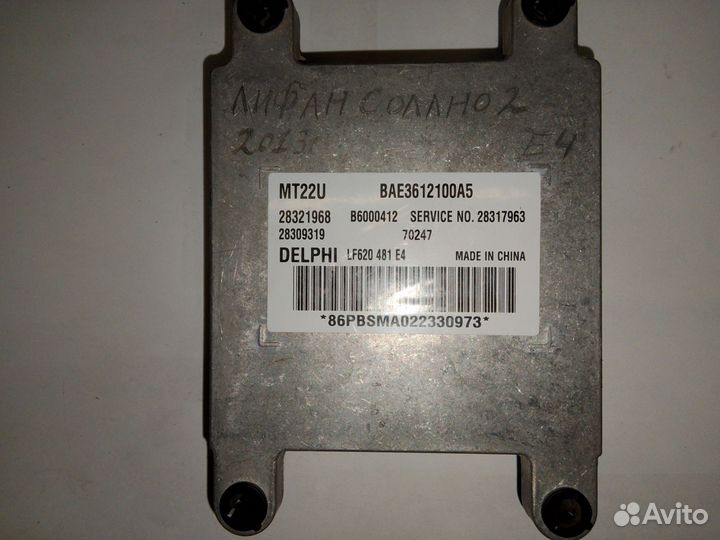 ЛИФАН СОЛАНО 2
2013г E4
MT22U BAE3612100A5
28321968 B6000412 SERVICE NO. 28317963
28309319 70247
DELPHI LF620 481 E4 MADE IN CHINA
*86PBSMA022330973*
Avito